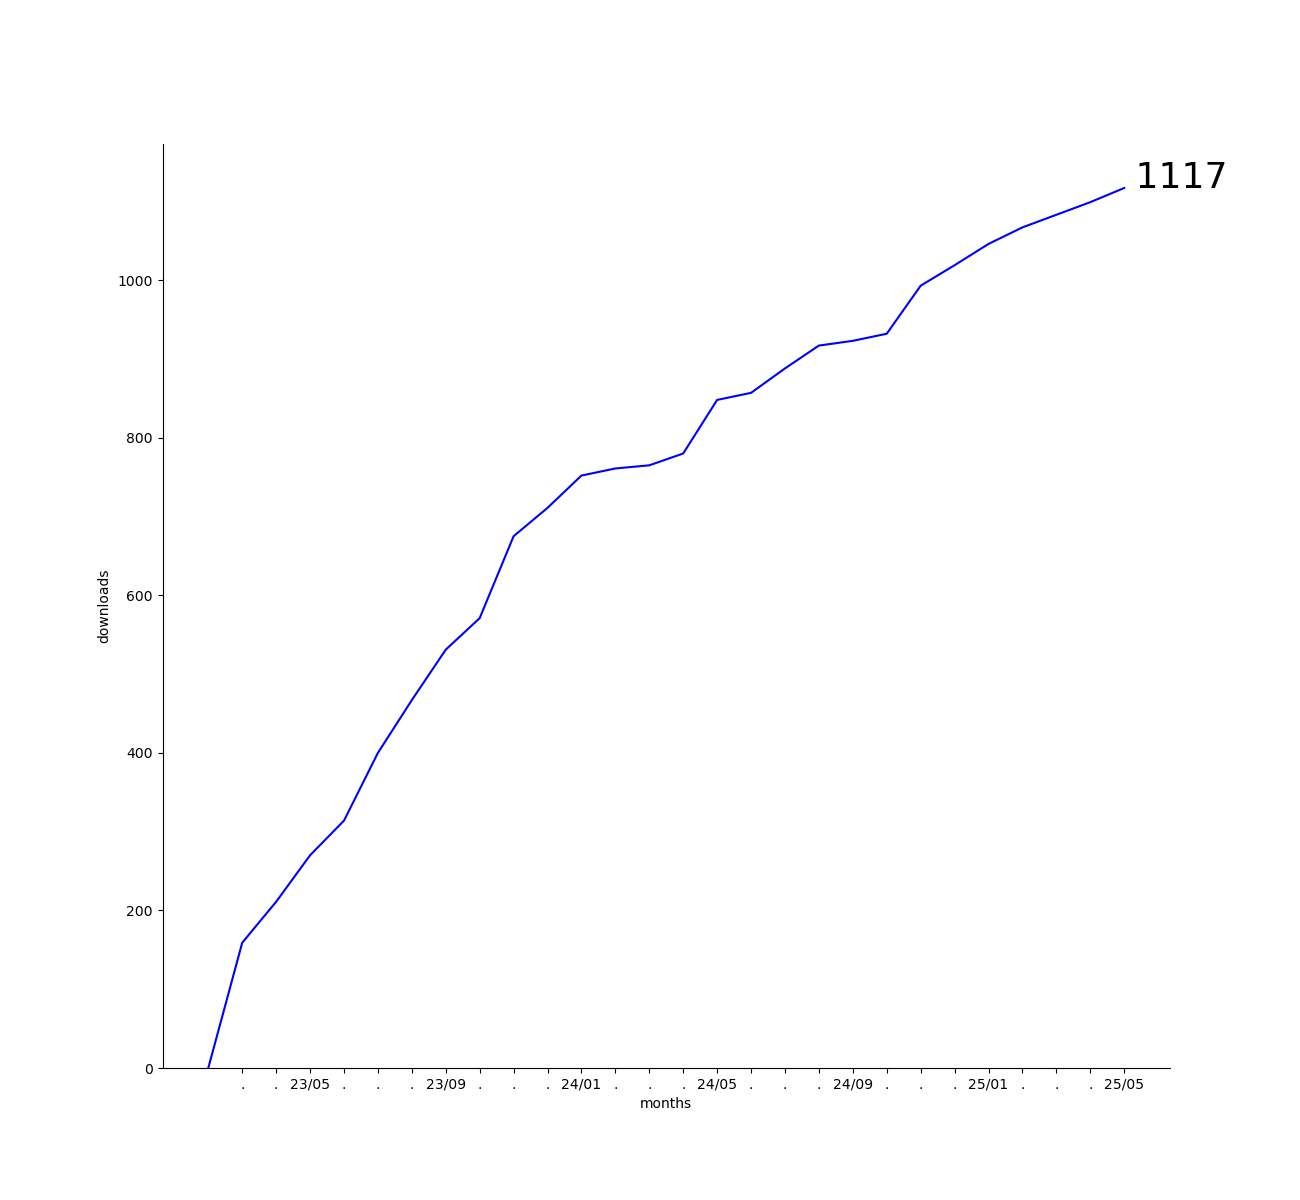 1117
1000
800
600
400
200
0
downloads
. . 23/05 . . . 23/09 . . . 24/01 . . . 24/05 . . . 24/09 . . . 25/01 . . . 25/05
months